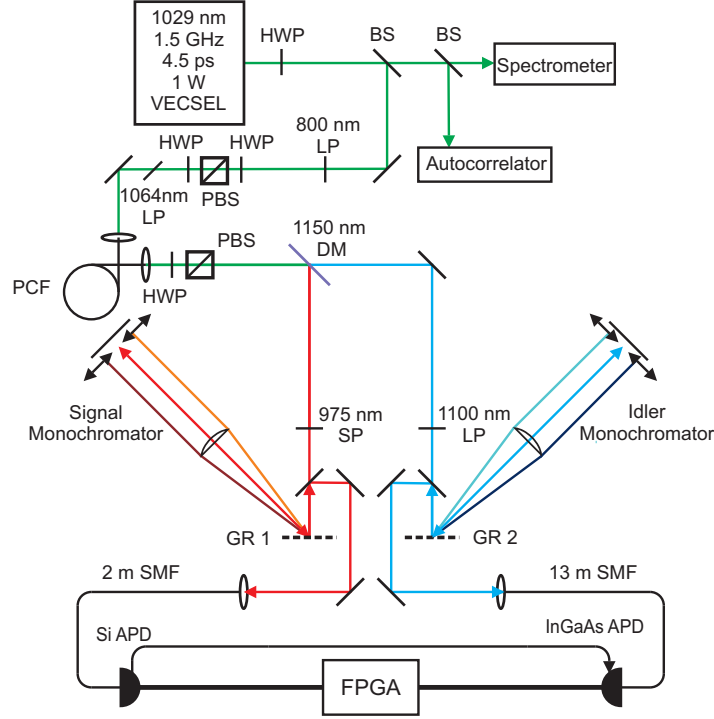 1029 nm
1.5 GHz
4.5 ps
1 W
VECSEL
HWP
BS
BS
Spectrometer
Autocorrelator
800 nm
LP
HWP
HWP
PBS
1064nm
LP
PCF
HWP
PBS
1150 nm
DM
Signal
Monochromator
975 nm
SP
1100 nm
LP
Idler
Monochromator
GR 1
GR 2
2 m SMF
13 m SMF
Si APD
InGaAs APD
FPGA